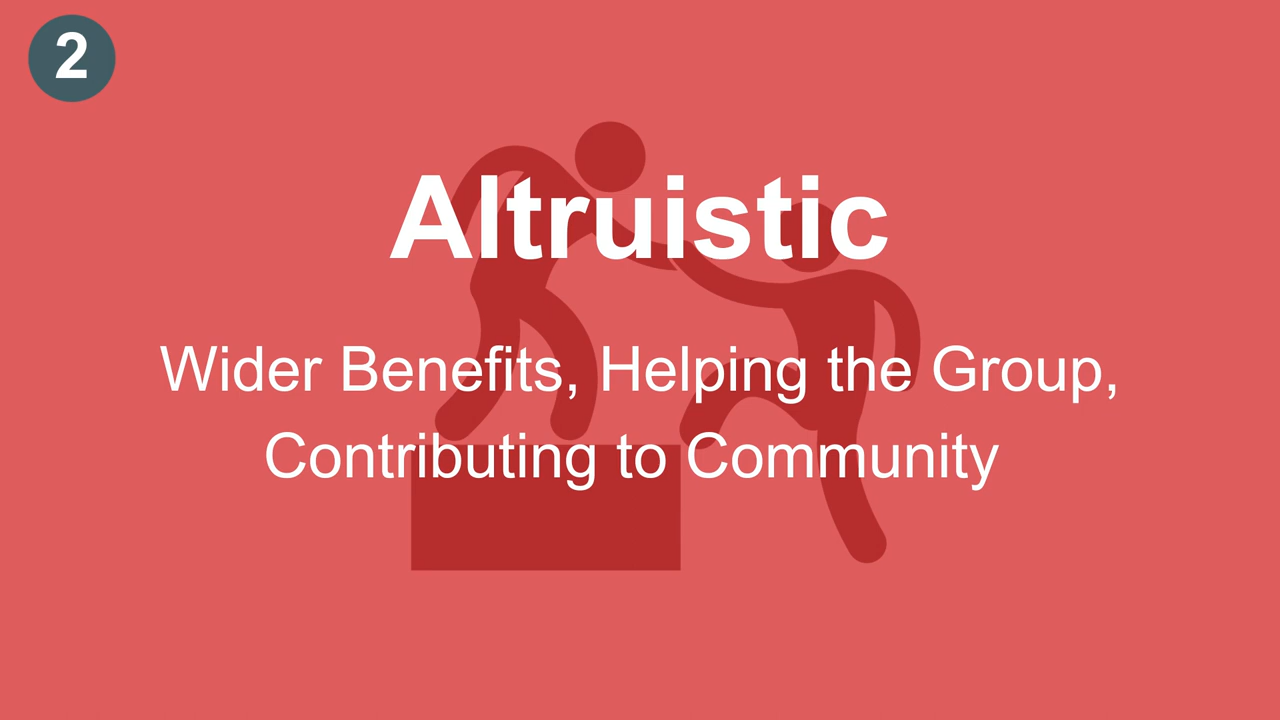 2
Altruistic
Wider Benefits, Helping the Group,
Contributing to Community